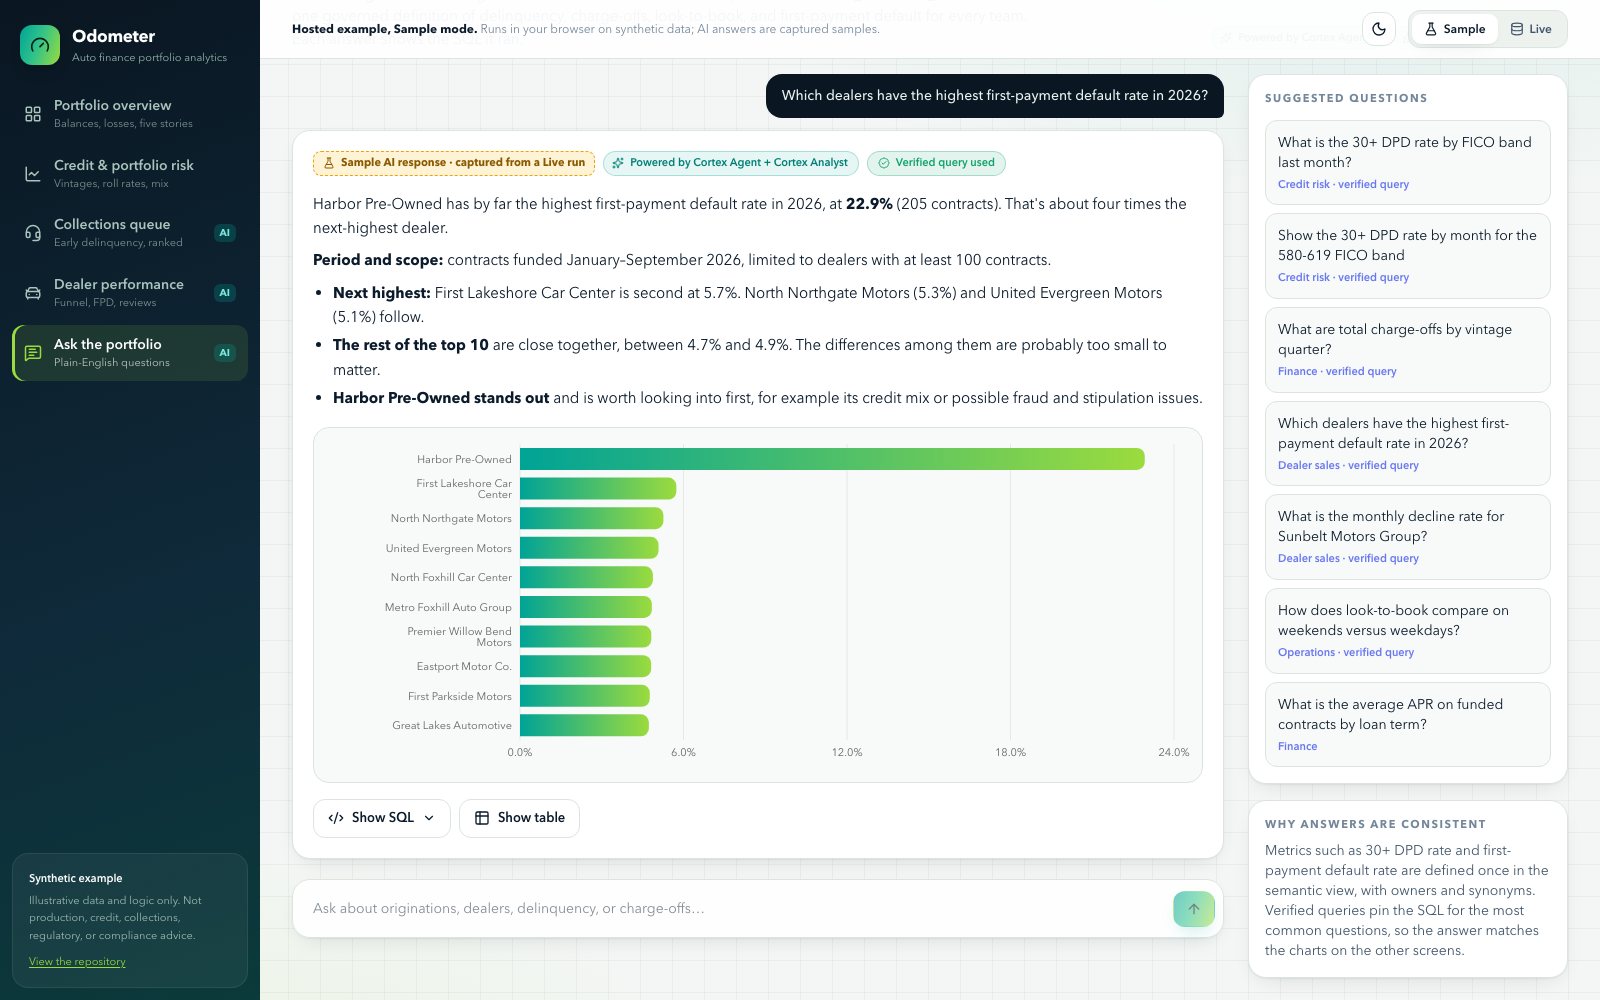 Odometer
Auto finance portfolio analytics
Portfolio overview
Balances, losses, five stories
Credit & portfolio risk
Vintages, roll rates, mix
Collections queue
Early delinquency, ranked
AI
Dealer performance
Funnel, FPD, reviews
AI
Ask the portfolio
Plain-English questions
AI
Synthetic example
Illustrative data and logic only. Not
production, credit, collections,
regulatory, or compliance advice.
View the repository
one governed definition of delinquency, charge-offs, look-to-book, and first-payment default for every team.
Hosted example, Sample mode. Runs in your browser on synthetic data; AI answers are captured samples.
Powered by Cortex Agen
Sample
Live
Which dealers have the highest first-payment default rate in 2026?
Sample AI response · captured from a Live run
Powered by Cortex Agent + Cortex Analyst
Verified query used
Harbor Pre-Owned has by far the highest first-payment default rate in 2026, at 22.9% (205 contracts). That's about four times the
next-highest dealer.
Period and scope: contracts funded January–September 2026, limited to dealers with at least 100 contracts.
• Next highest: First Lakeshore Car Center is second at 5.7%. North Northgate Motors (5.3%) and United Evergreen Motors
(5.1%) follow.
• The rest of the top 10 are close together, between 4.7% and 4.9%. The differences among them are probably too small to
matter.
• Harbor Pre-Owned stands out and is worth looking into first, for example its credit mix or possible fraud and stipulation issues.
Harbor Pre-Owned
First Lakeshore Car
Center
North Northgate Motors
United Evergreen Motors
North Foxhill Car Center
Metro Foxhill Auto Group
Premier Willow Bend
Motors
Eastport Motor Co.
First Parkside Motors
Great Lakes Automotive
0.0%
6.0%
12.0%
18.0%
24.0%
Show SQL
Show table
Ask about originations, dealers, delinquency, or charge-offs…
SUGGESTED QUESTIONS
What is the 30+ DPD rate by FICO band
last month?
Credit risk · verified query
Show the 30+ DPD rate by month for the
580-619 FICO band
Credit risk · verified query
What are total charge-offs by vintage
quarter?
Finance · verified query
Which dealers have the highest first-
payment default rate in 2026?
Dealer sales · verified query
What is the monthly decline rate for
Sunbelt Motors Group?
Dealer sales · verified query
How does look-to-book compare on
weekends versus weekdays?
Operations · verified query
What is the average APR on funded
contracts by loan term?
Finance
WHY ANSWERS ARE CONSISTENT
Metrics such as 30+ DPD rate and first-
payment default rate are defined once in the
semantic view, with owners and synonyms.
Verified queries pin the SQL for the most
common questions, so the answer matches
the charts on the other screens.